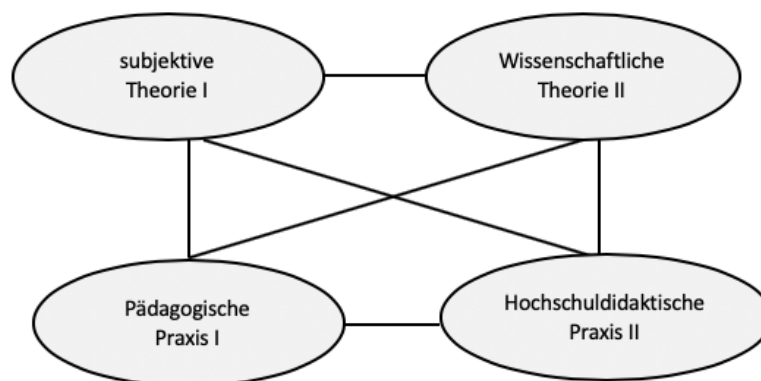 subjektive
Theorie I
Wissenschaftliche
Theorie II
Pädagogische
Praxis I
Hochschuldidaktische
Praxis II